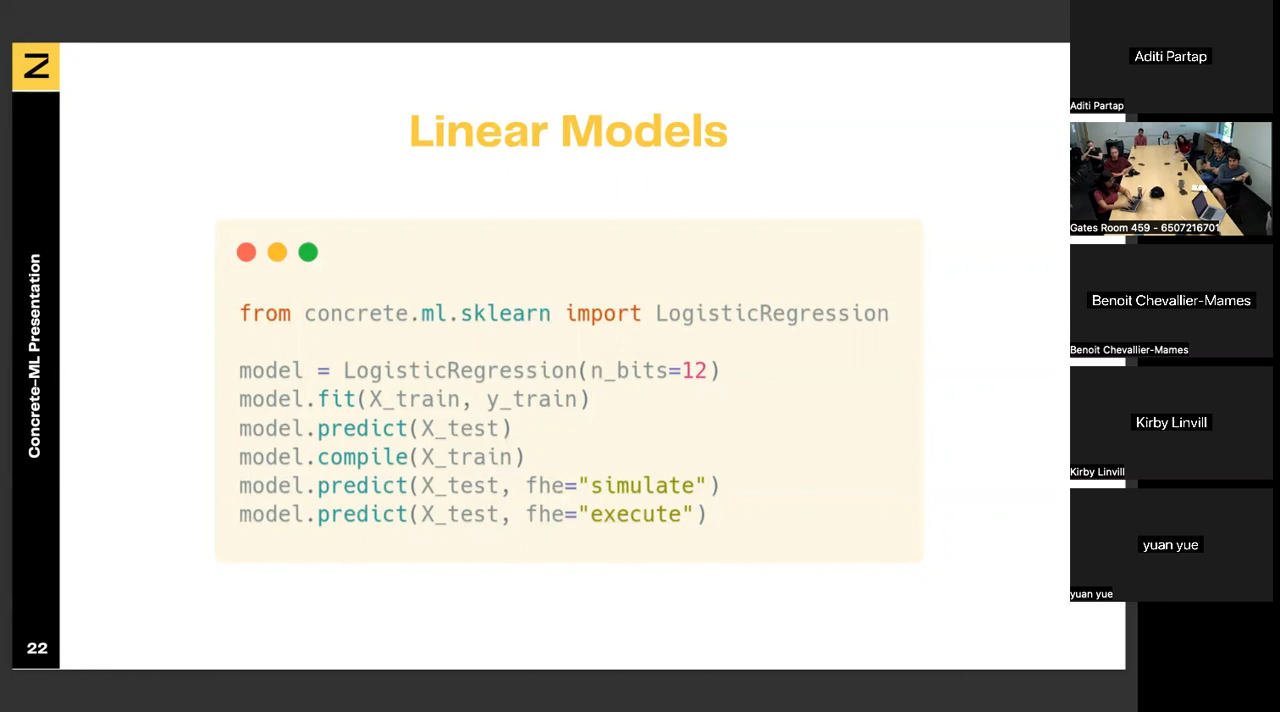 Z
Concrete-ML Presentation
22
Linear Models
from concrete.ml.sklearn import LogisticRegression
model = LogisticRegression(n_bits=12)
model.fit(X_train, y_train)
model.predict(X_test)
model.compile(X_train)
model.predict(X_test, fhe="simulate")
model.predict(X_test, fhe="execute")
Aditi Partap
Aditi Partap
Gates Room 459 - 6507216701
Benoit Chevallier-Mames
Benoit Chevallier-Mames
Kirby Linvill
Kirby Linvill
yuan yue
yuan yue